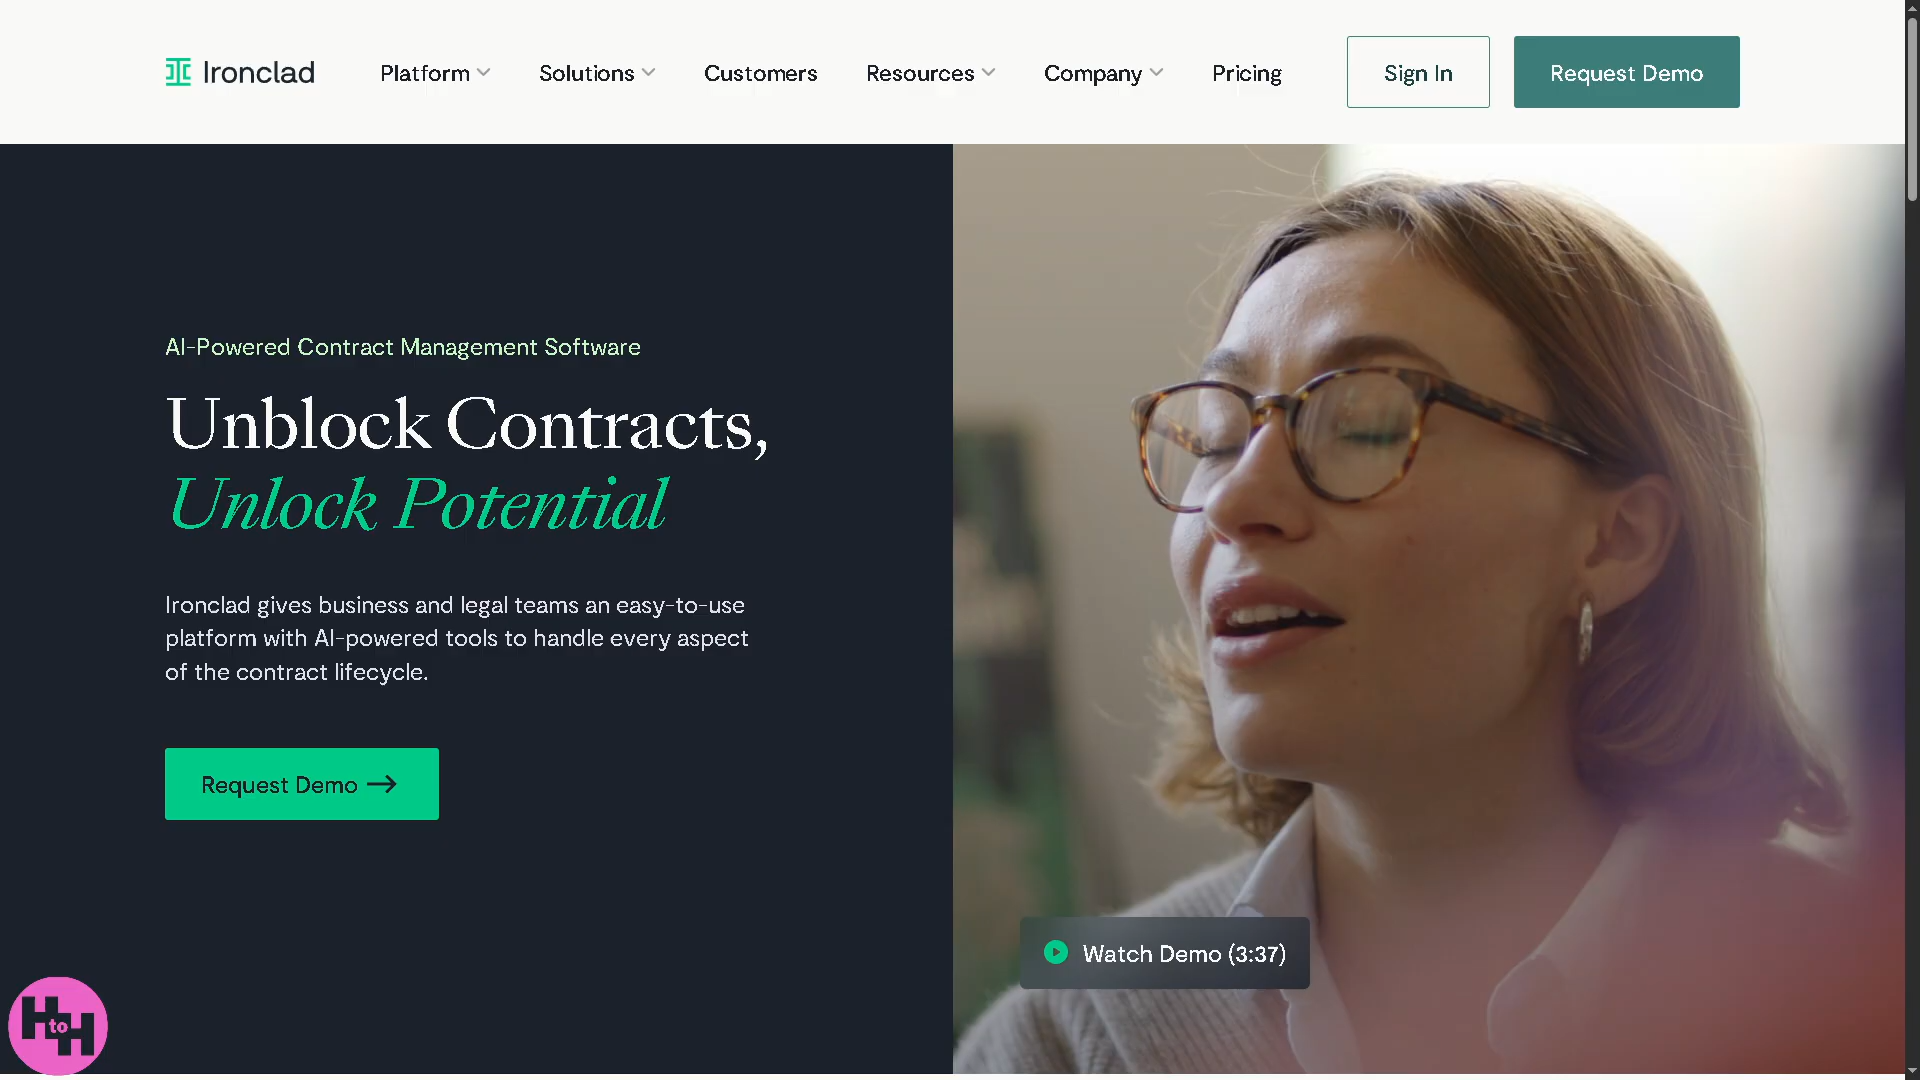 Ironclad
Platform
Solutions
Customers
Resources
Company
Pricing
Sign In
Request Demo
AI-Powered Contract Management Software
Unblock Contracts,
Unlock Potential
Ironclad gives business and legal teams an easy-to-use
platform with AI-powered tools to handle every aspect
of the contract lifecycle.
Request Demo
Watch Demo (3:37)
H to H